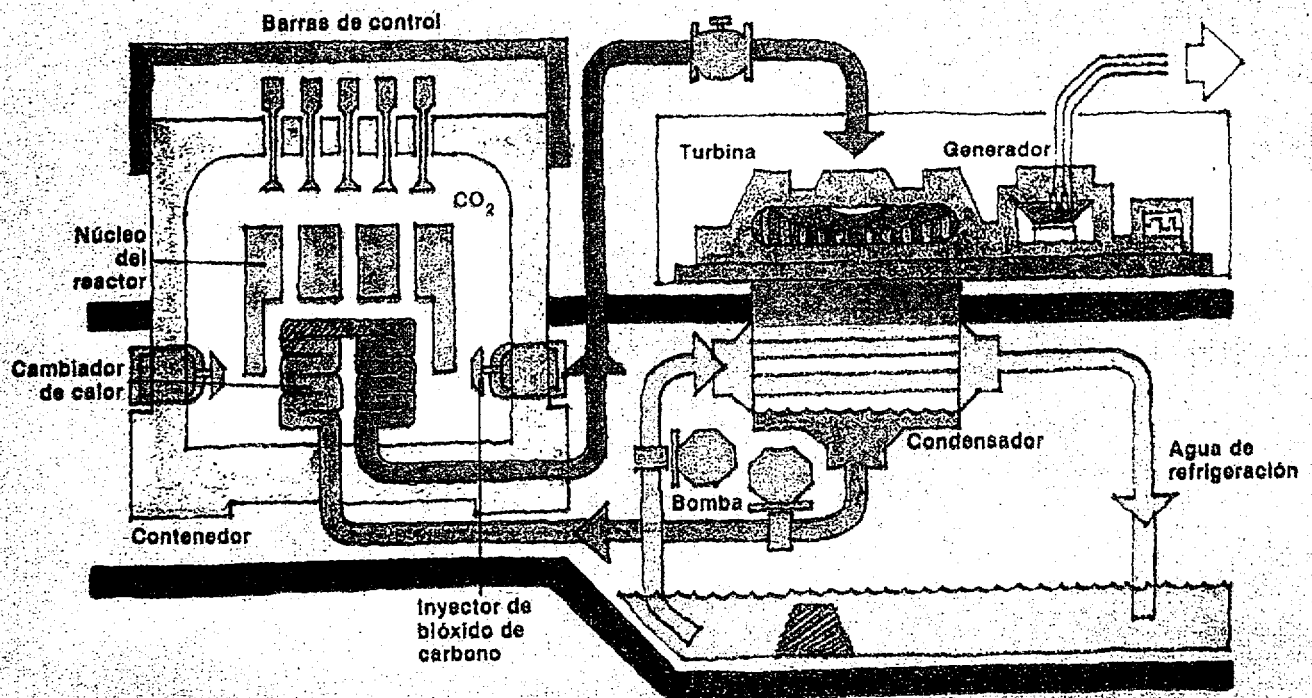 Barras de control
Turbina
Generador
CO2
Núcleo
del
reactor
Cambiador
de calor
Condensador
Agua de
refrigeración
Bomba
Contenedor
Inyector de
bióxido de
carbono